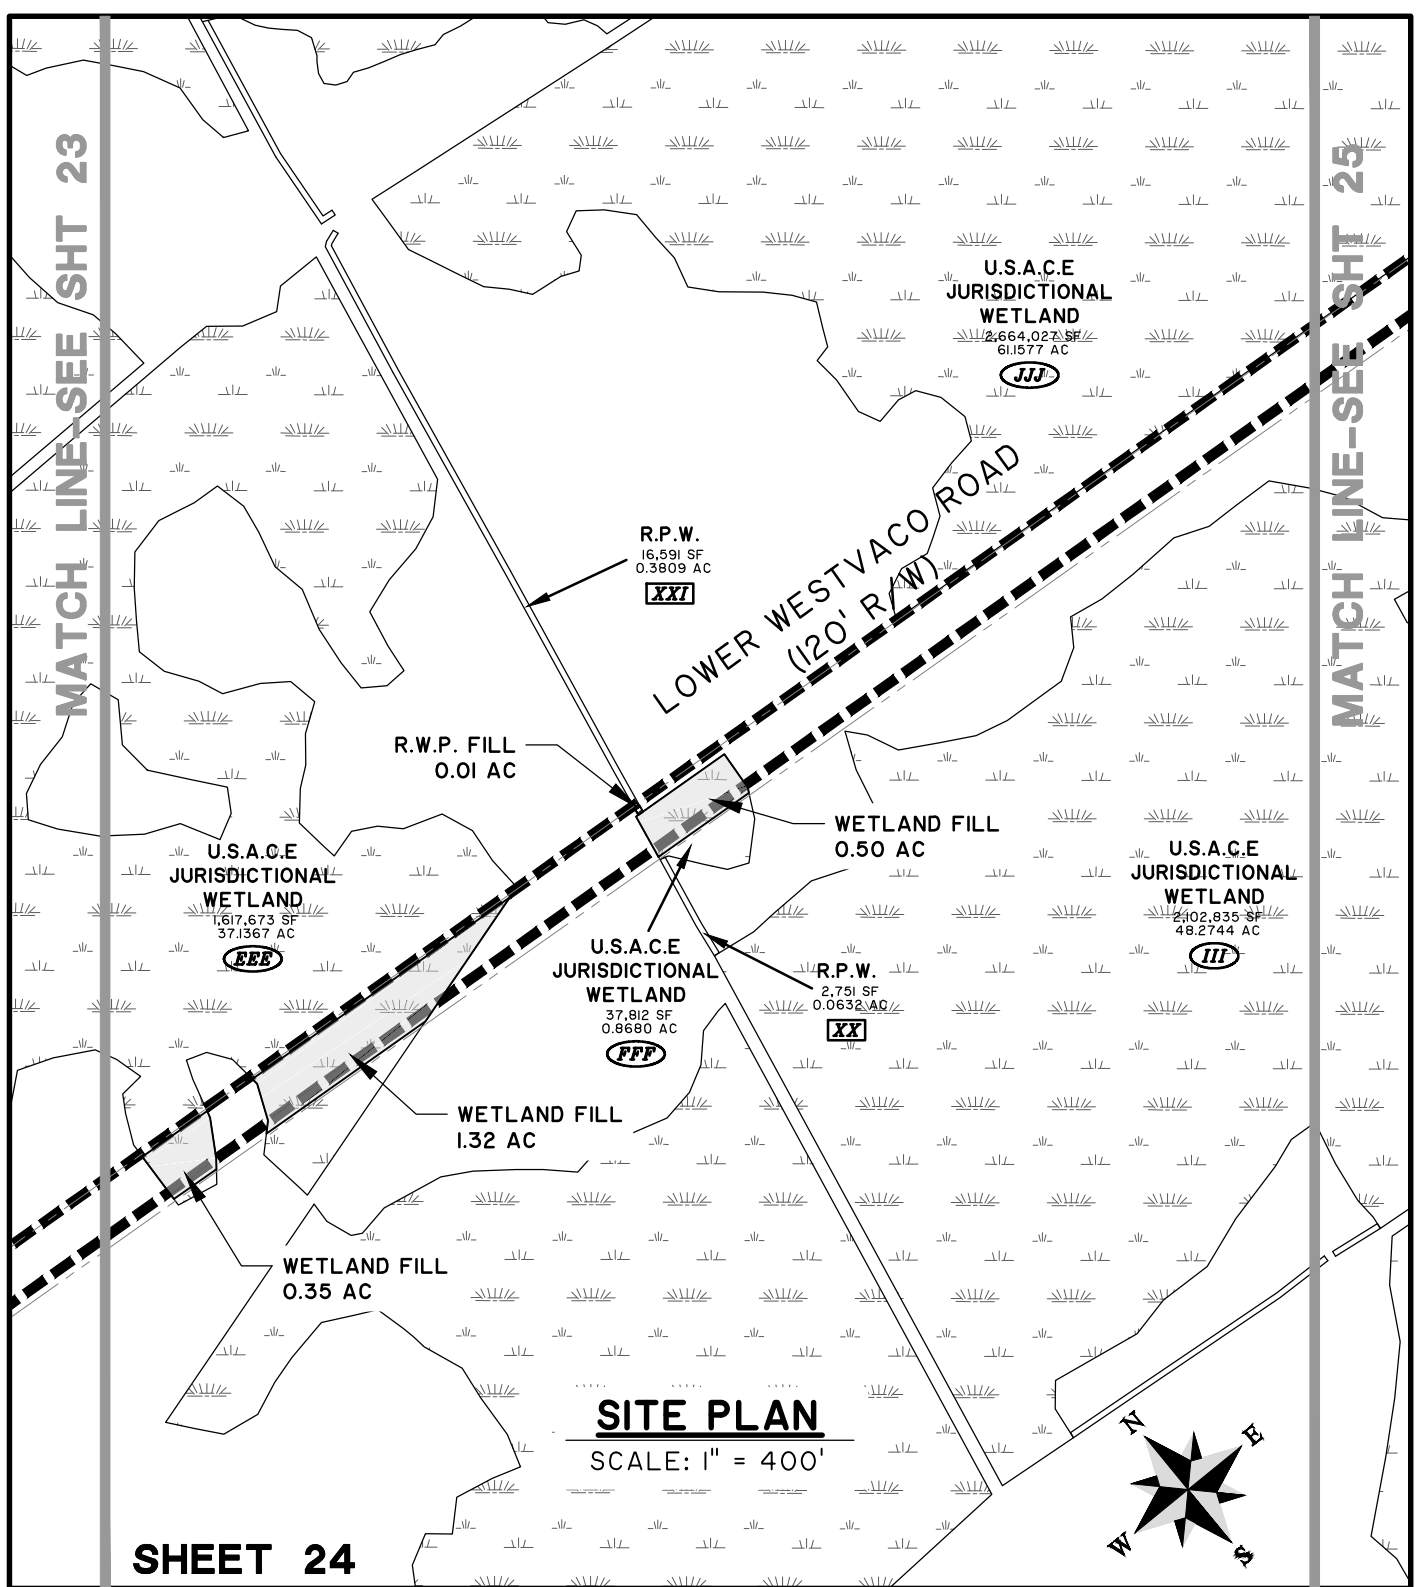 MATCH LINE-SEE SHT 23
MATCH LINE-SEE SHT 25
U.S.A.C.E
JURISDICTIONAL
WETLAND
2,664,027 SF
61.1577 AC
JJJ
LOWER WESTVACO ROAD
(120' R/W)
R.P.W.
16,591 SF
0.3809 AC
XXI
R.W.P. FILL
0.01 AC
WETLAND FILL
0.50 AC
U.S.A.C.E
JURISDICTIONAL
WETLAND
1,617,673 SF
37.1367 AC
EEE
U.S.A.C.E
JURISDICTIONAL
WETLAND
2,102,835 SF
48.2744 AC
III
U.S.A.C.E
JURISDICTIONAL
WETLAND
37,812 SF
0.8680 AC
FFF
R.P.W.
2,751 SF
0.0632 AC
XX
WETLAND FILL
1.32 AC
WETLAND FILL
0.35 AC
SITE PLAN
SCALE: 1" = 400'
N
E
W
S
SHEET 24